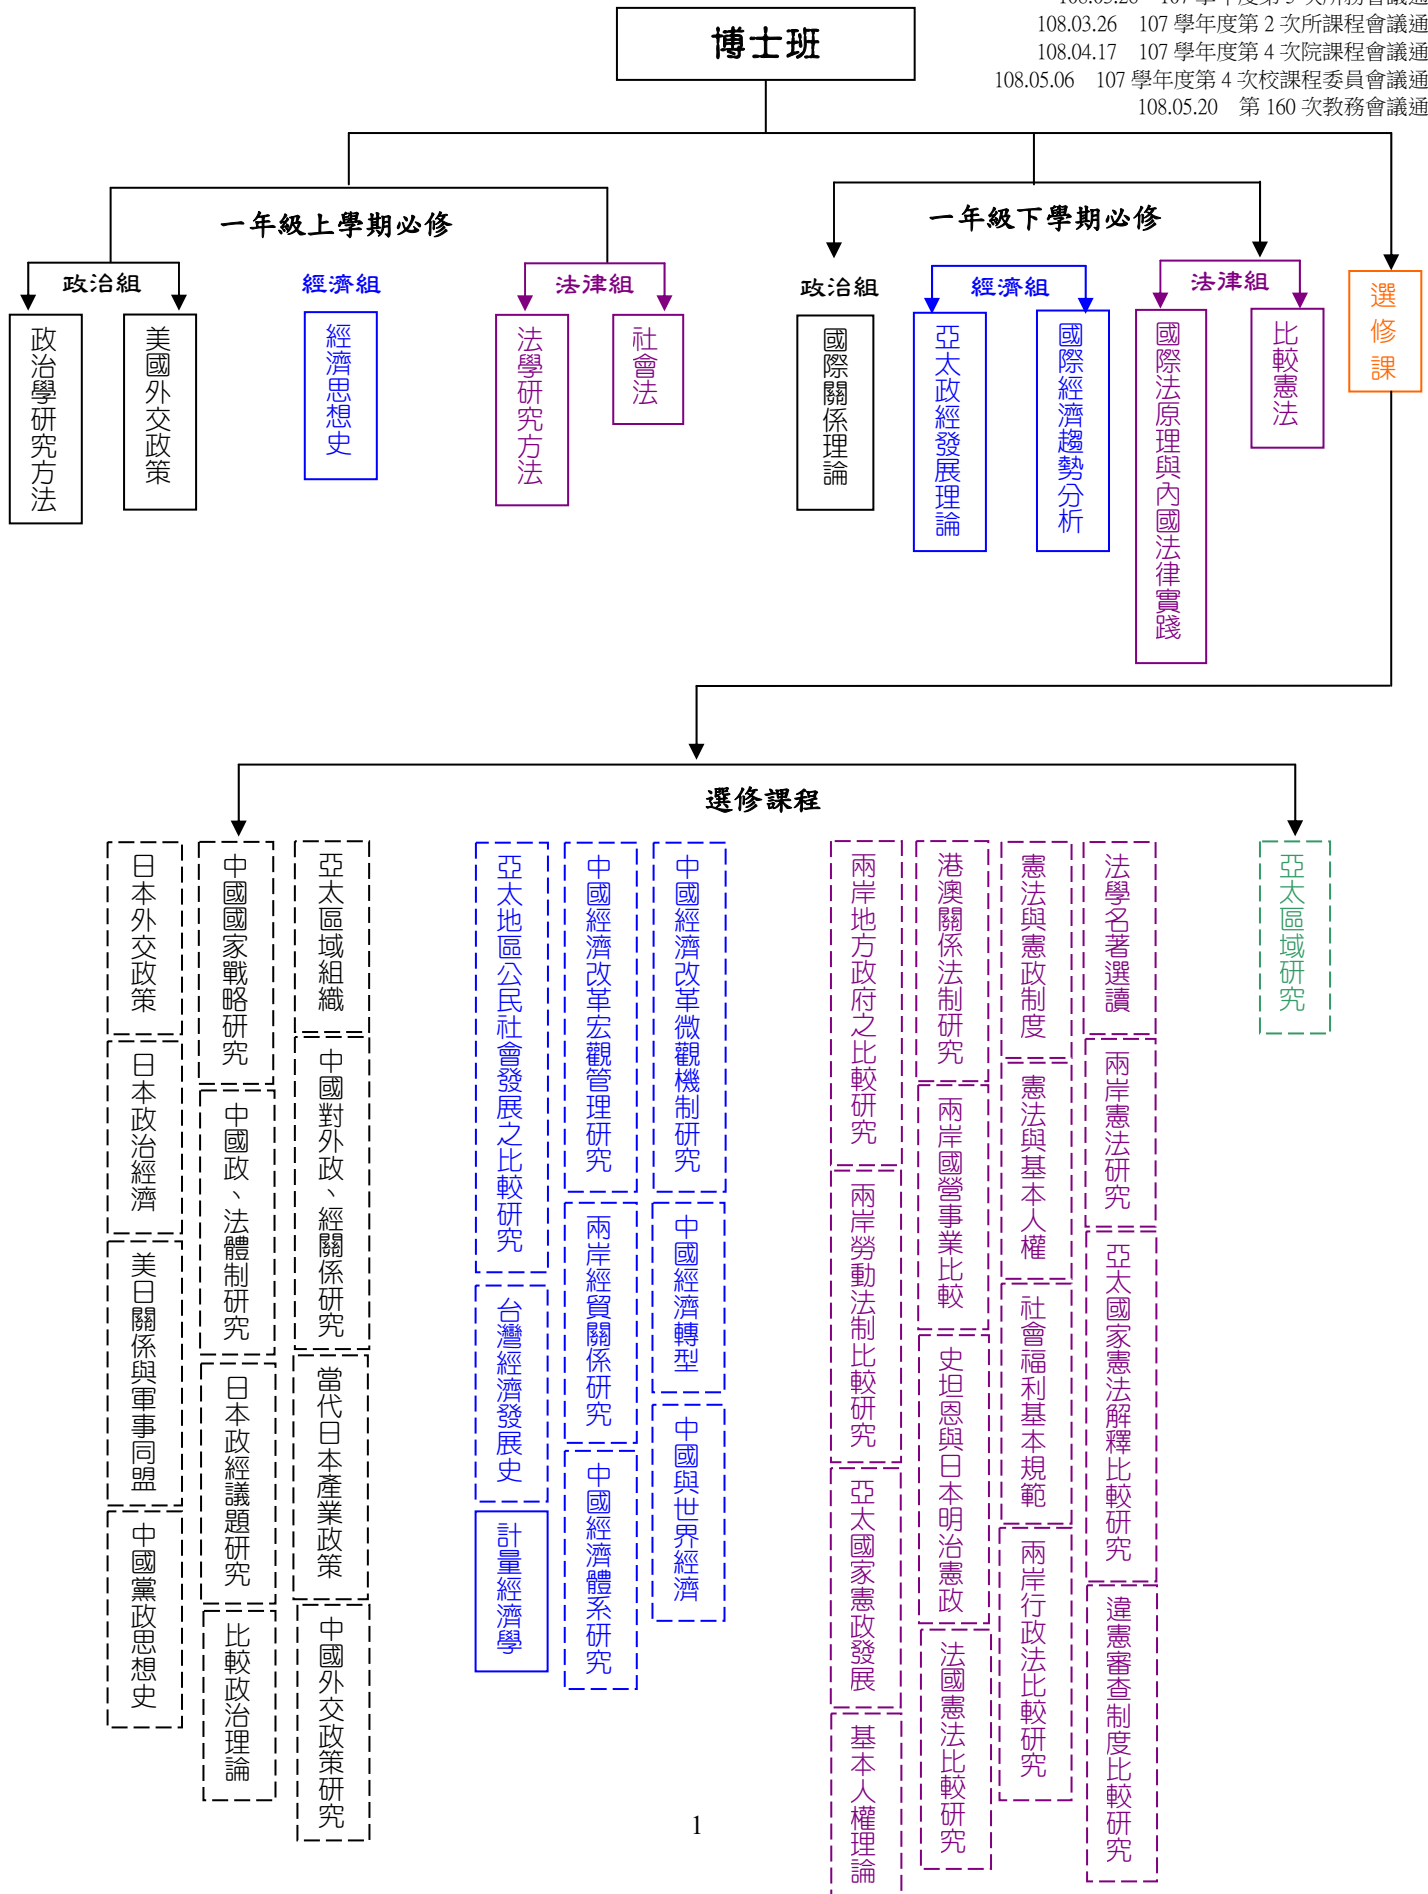 108.03.26 107 學年度第 2 次所課程會議通
108.04.17 107 學年度第 4 次院課程會議通
108.05.06 107 學年度第 4 次校課程委員會議通
108.05.20 第 160 次教務會議通
博士班
一年級上學期必修
一年級下學期必修
政治組
經濟組
法律組
政治組
經濟組
法律組
選修課
政治學研究方法
美國外交政策
經濟思想史
法學研究方法
社會法
國際關係理論
亞太政經發展理論
國際經濟趨勢分析
國際法原理與內國法律實踐
比較憲法
選修課程
日本外交政策
日本政治經濟
美日關係與軍事同盟
中國黨政思想史
中國國家戰略研究
中國政、法體制研究
日本政經議題研究
比較政治理論
亞太區域組織
中國對外政、經關係研究
當代日本產業政策
中國外交政策研究
亞太地區公民社會發展之比較研究
台灣經濟發展史
計量經濟學
中國經濟改革宏觀管理研究
兩岸經貿關係研究
中國經濟體系研究
中國經濟改革微觀機制研究
中國經濟轉型
中國與世界經濟
兩岸地方政府之比較研究
兩岸勞動法制比較研究
亞太國家憲政發展
基本人權理論
港澳關係法制研究
兩岸國營事業比較
史坦恩與日本明治憲政
法國憲法比較研究
憲法與憲政制度
憲法與基本人權
社會福利基本規範
兩岸行政法比較研究
法學名著選讀
兩岸憲法研究
亞太國家憲法解釋比較研究
違憲審查制度比較研究
亞太區域研究
1